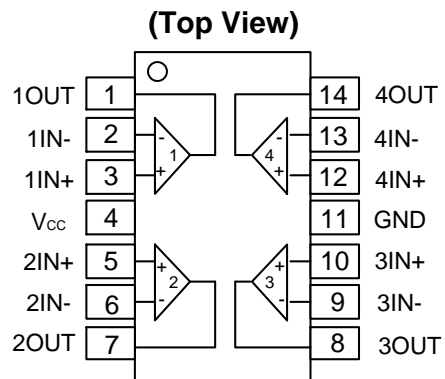 (Top View)
1OUT 1 14 4OUT
1IN- 2 - - 13 4IN-
1 4
1IN+ 3 + + 12 4IN+
Vcc 4 11 GND
2IN+ 5 + + 10 3IN+
2 3
2IN- 6 - - 9 3IN-
2OUT 7 8 3OUT